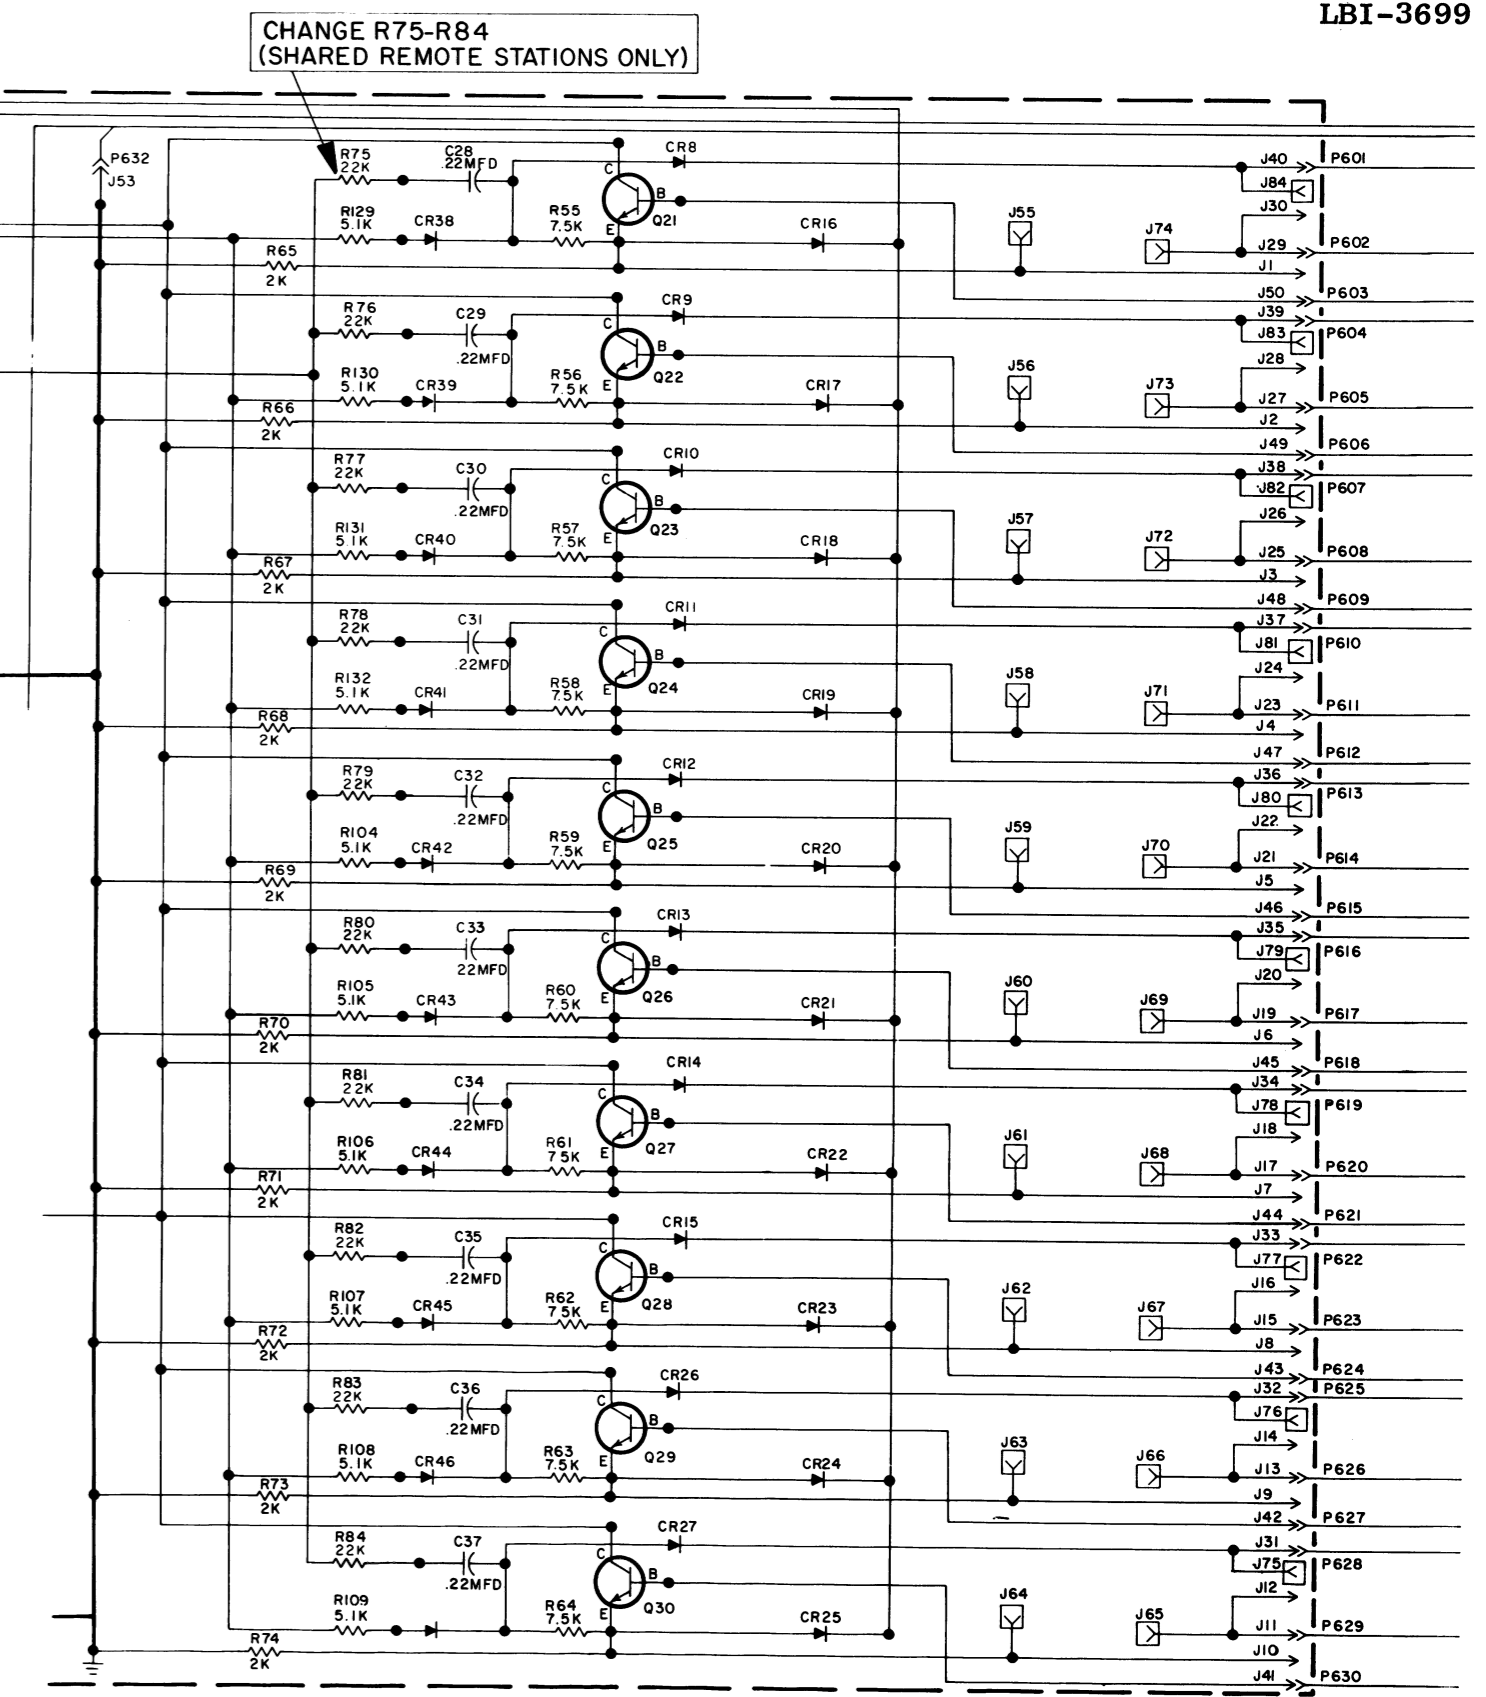 LBI-3699
CHANGE R75-R84
(SHARED REMOTE STATIONS ONLY)
P632
J53
R75
22K
C28
.22MFD
CR8
C
B
E
Q21
R129
5.1K
CR38
R55
7.5K
CR16
R65
2K
J55
J74
J40
P601
J84
J30
J29
P602
J1
J50
P603
R76
22K
C29
.22MFD
CR9
C
B
E
Q22
R130
5.1K
CR39
R56
7.5K
CR17
R66
2K
J56
J73
J39
J83
P604
J28
J27
P605
J2
J49
P606
R77
22K
C30
.22MFD
CR10
C
B
E
Q23
R131
5.1K
CR40
R57
7.5K
CR18
R67
2K
J57
J72
J38
J82
P607
J26
J25
P608
J3
J48
P609
R78
22K
C31
.22MFD
CR11
C
B
E
Q24
R132
5.1K
CR41
R58
7.5K
CR19
R68
2K
J58
J71
J37
J81
P610
J24
J23
P611
J4
J47
P612
R79
22K
C32
.22MFD
CR12
C
B
E
Q25
R104
5.1K
CR42
R59
7.5K
CR20
R69
2K
J59
J70
J36
J80
P613
J22
J21
P614
J5
J46
P615
R80
22K
C33
22MFD
CR13
C
B
E
Q26
R105
5.1K
CR43
R60
7.5K
CR21
R70
2K
J60
J69
J35
J79
P616
J20
J19
P617
J6
J45
P618
R81
22K
C34
.22MFD
CR14
C
B
E
Q27
R106
5.1K
CR44
R61
7.5K
CR22
R71
2K
J61
J68
J34
J78
P619
J18
J17
P620
J7
J44
P621
R82
22K
C35
.22MFD
CR15
C
B
E
Q28
R107
5.1K
CR45
R62
7.5K
CR23
R72
2K
J62
J67
J33
J77
P622
J16
J15
P623
J8
J43
P624
R83
22K
C36
.22MFD
CR26
C
B
E
Q29
R108
5.1K
CR46
R63
7.5K
CR24
R73
2K
J63
J66
J32
P625
J76
J14
J13
P626
J9
J42
P627
R84
22K
C37
.22MFD
CR27
C
B
E
Q30
R109
5.1K
R64
7.5K
CR25
R74
2K
J64
J65
J31
J75
P628
J12
J11
P629
J10
J41
P630